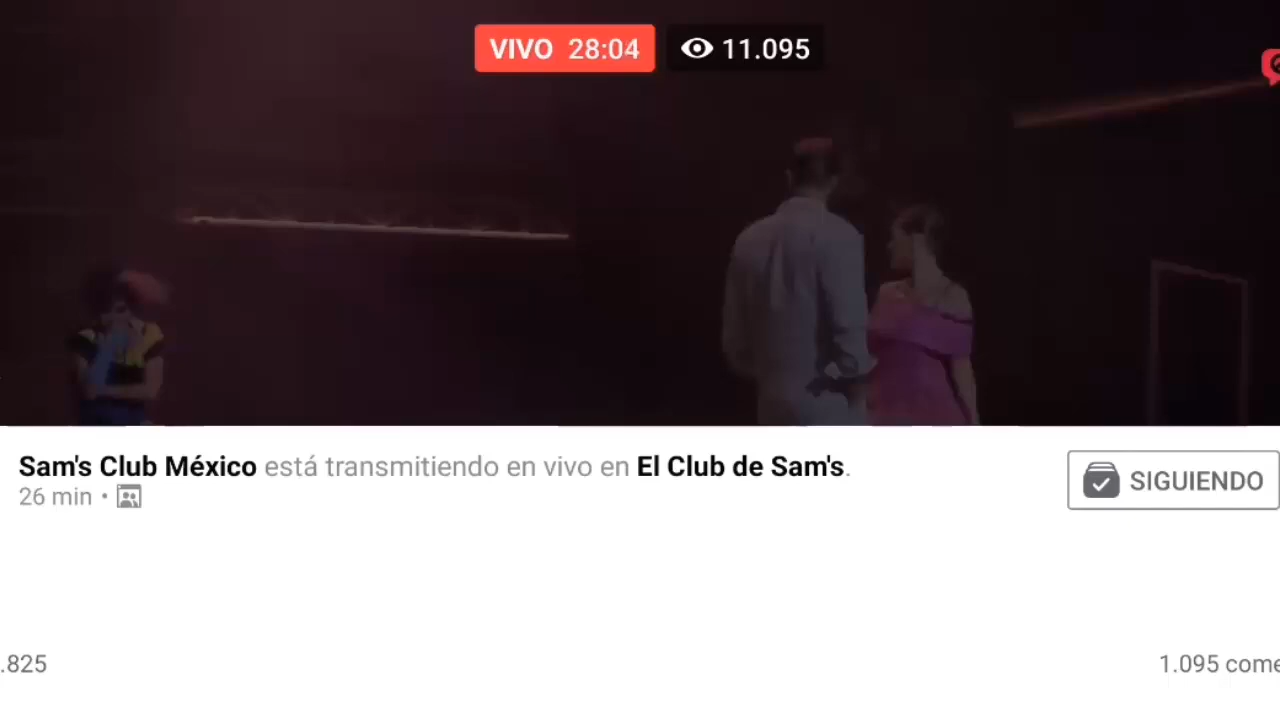 VIVO 28:04 11.095
Sam's Club México está transmitiendo en vivo en El Club de Sam's.
SIGUIENDO
26 min •
.825
1.095 come